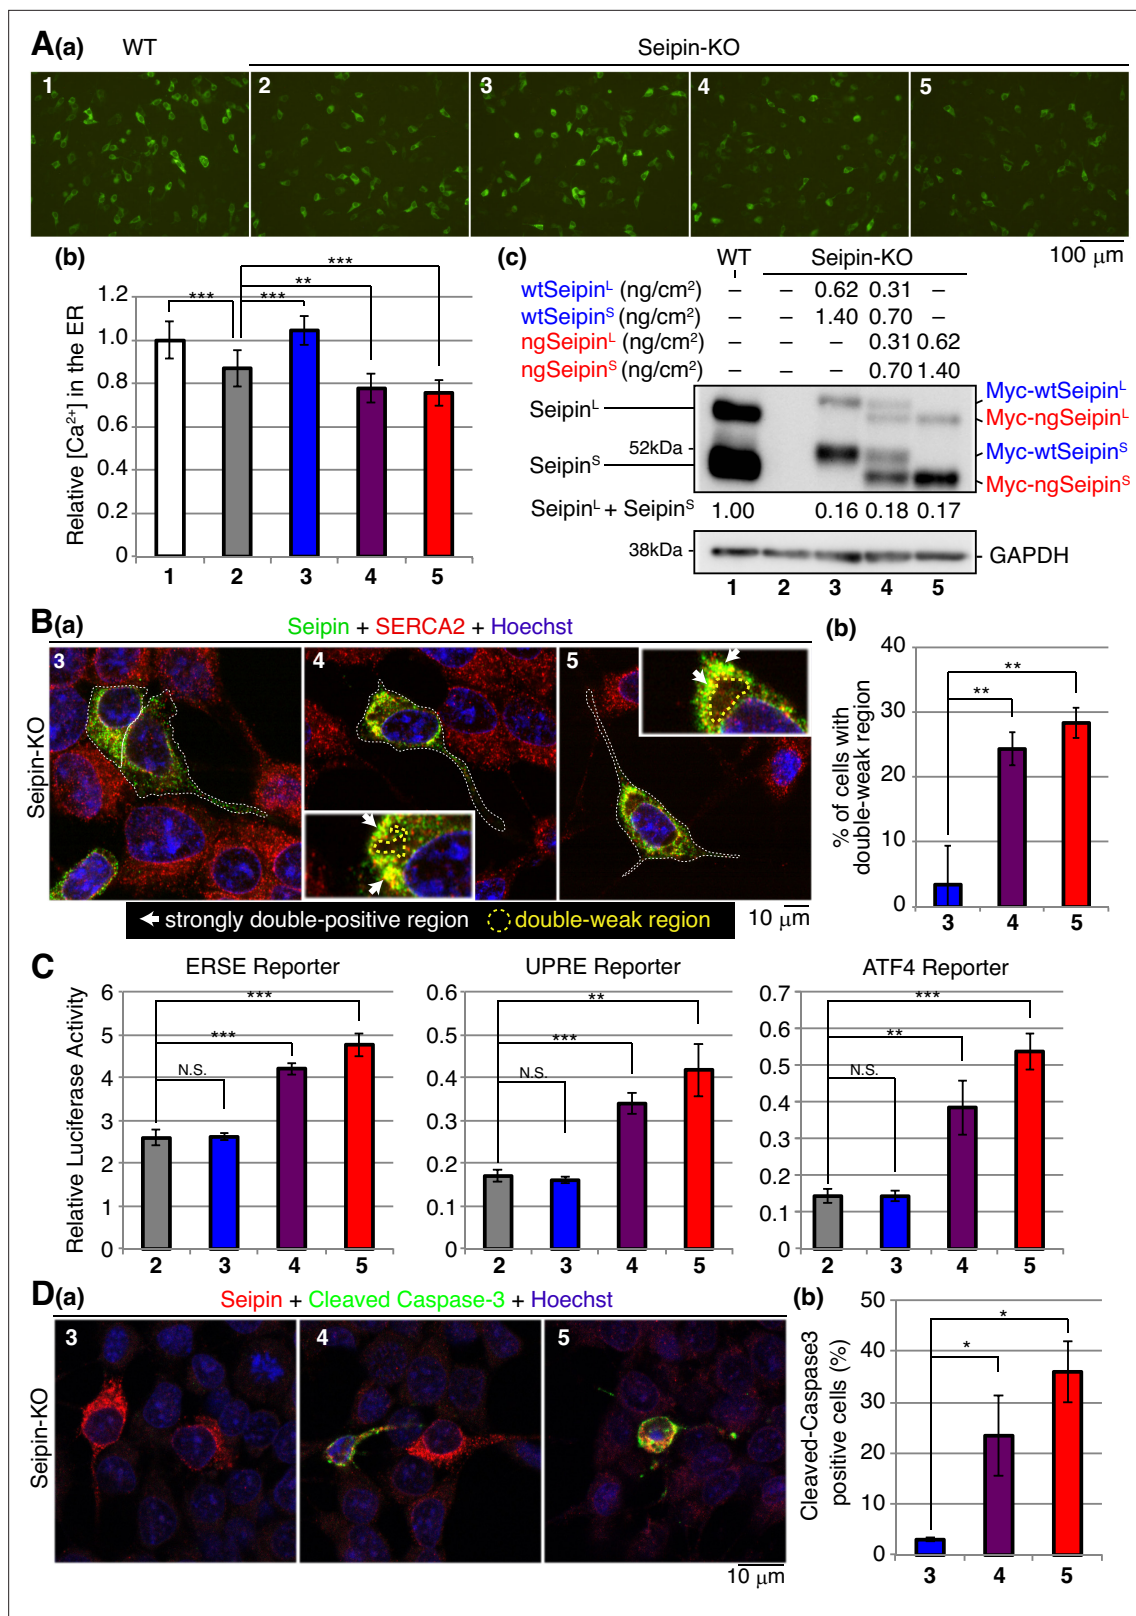 A(a)
WT
Seipin-KO
1
2
3
4
5
100 μm
(b)
Relative [Ca²⁺] in the ER
1.2
1.0
0.8
0.6
0.4
0.2
0
***
***
**
***
1
2
3
4
5
(c)
WT
Seipin-KO
wtSeipinᴸ (ng/cm²) – – 0.62 0.31 –
wtSeipinˢ (ng/cm²) – – 1.40 0.70 –
ngSeipinᴸ (ng/cm²) – – – 0.31 0.62
ngSeipinˢ (ng/cm²) – – – 0.70 1.40
Seipinᴸ
52kDa
Seipinˢ
Myc-wtSeipinᴸ
Myc-ngSeipinᴸ
Myc-wtSeipinˢ
Myc-ngSeipinˢ
Seipinᴸ + Seipinˢ 1.00 0.16 0.18 0.17
38kDa
GAPDH
1 2 3 4 5
B(a)
Seipin + SERCA2 + Hoechst
Seipin-KO
3
4
5
strongly double-positive region
double-weak region
10 μm
(b)
% of cells with
double-weak region
40
30
20
10
0
**
**
3
4
5
C
Relative Luciferase Activity
ERSE Reporter
6
5
4
3
2
1
0
***
***
N.S.
2
3
4
5
UPRE Reporter
0.6
0.5
0.4
0.3
0.2
0.1
0
**
***
N.S.
2
3
4
5
ATF4 Reporter
0.7
0.6
0.5
0.4
0.3
0.2
0.1
0
***
**
N.S.
2
3
4
5
D(a)
Seipin + Cleaved Caspase-3 + Hoechst
Seipin-KO
3
4
5
10 μm
(b)
Cleaved-Caspase3
positive cells (%)
50
40
30
20
10
0
*
*
3
4
5